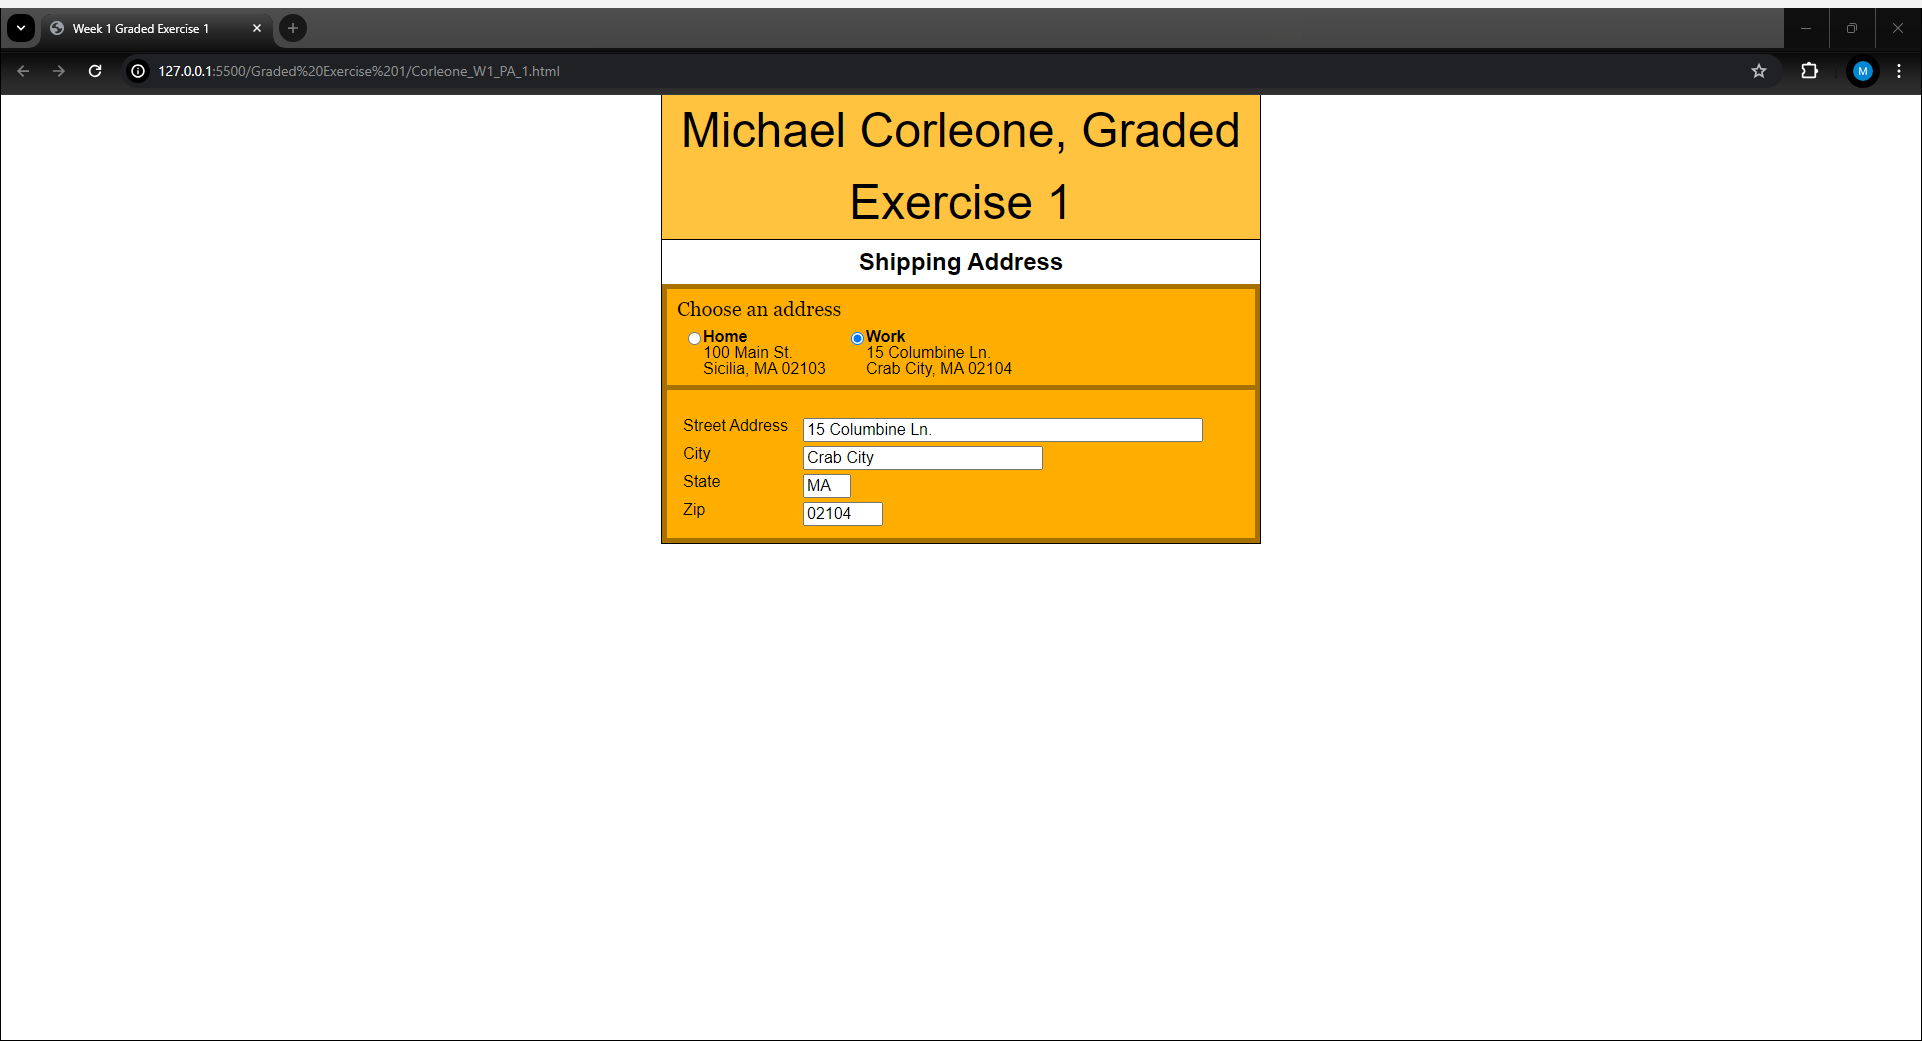 Week 1 Graded Exercise 1
127.0.0.1:5500/Graded%20Exercise%201/Corleone_W1_PA_1.html
M
Michael Corleone, Graded
Exercise 1
Shipping Address
Choose an address
Home
100 Main St.
Sicilia, MA 02103
Work
15 Columbine Ln.
Crab City, MA 02104
Street Address 15 Columbine Ln.
City Crab City
State MA
Zip 02104